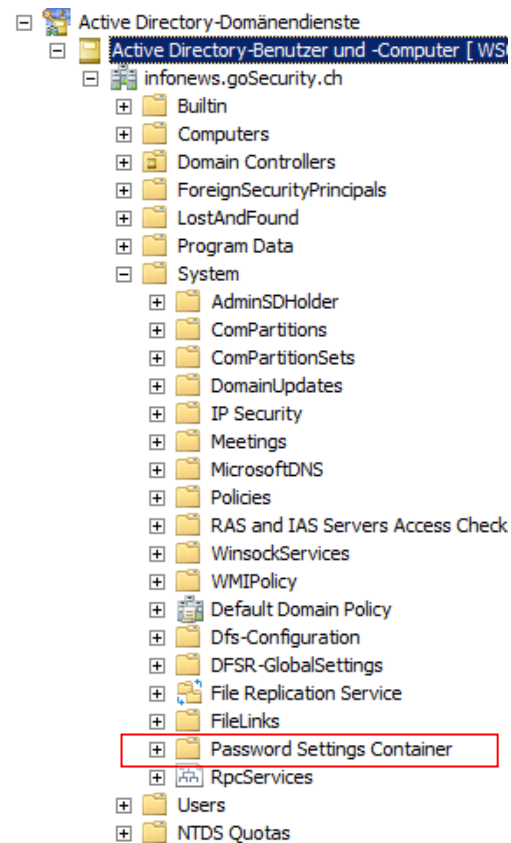 Active Directory-Domänendienste
Active Directory-Benutzer und -Computer [ WS
infonews.goSecurity.ch
Builtin
Computers
Domain Controllers
ForeignSecurityPrincipals
LostAndFound
Program Data
System
AdminSDHolder
ComPartitions
ComPartitionSets
DomainUpdates
IP Security
Meetings
MicrosoftDNS
Policies
RAS and IAS Servers Access Check
WinsockServices
WMIPolicy
Default Domain Policy
Dfs-Configuration
DFSR-GlobalSettings
File Replication Service
FileLinks
Password Settings Container
RpcServices
Users
NTDS Quotas